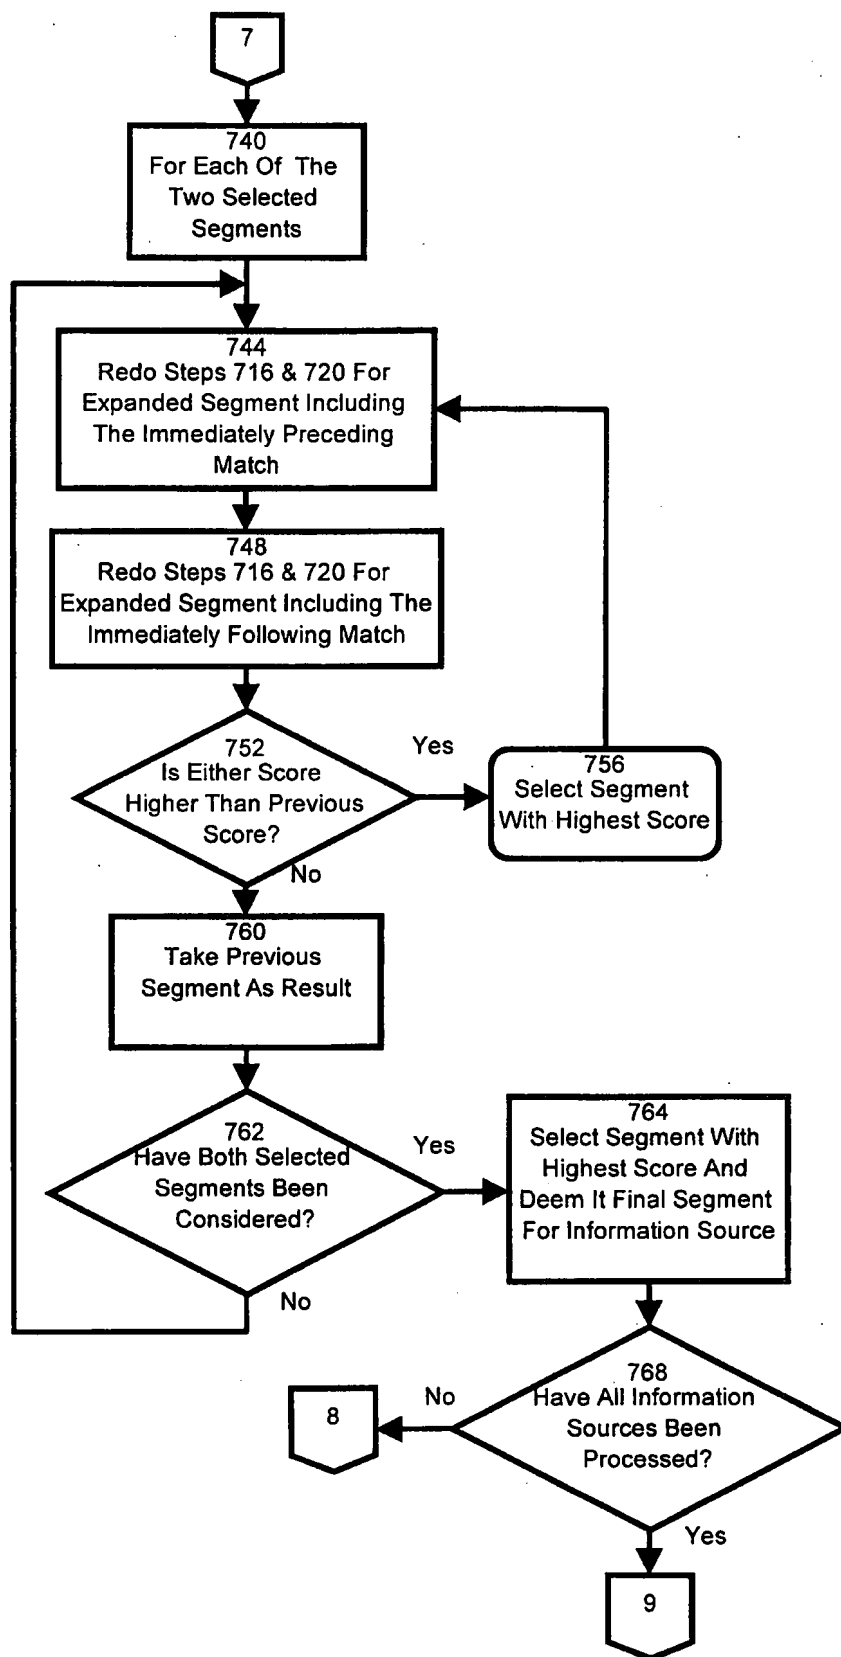 7
740
For Each Of The
Two Selected
Segments
744
Redo Steps 716 & 720 For
Expanded Segment Including
The Immediately Preceding
Match
748
Redo Steps 716 & 720 For
Expanded Segment Including The
Immediately Following Match
752
Is Either Score
Higher Than Previous
Score?
Yes
756
Select Segment
With Highest Score
No
760
Take Previous
Segment As Result
762
Have Both Selected
Segments Been
Considered?
Yes
764
Select Segment With
Highest Score And
Deem It Final Segment
For Information Source
No
768
Have All Information
Sources Been
Processed?
No
8
Yes
9